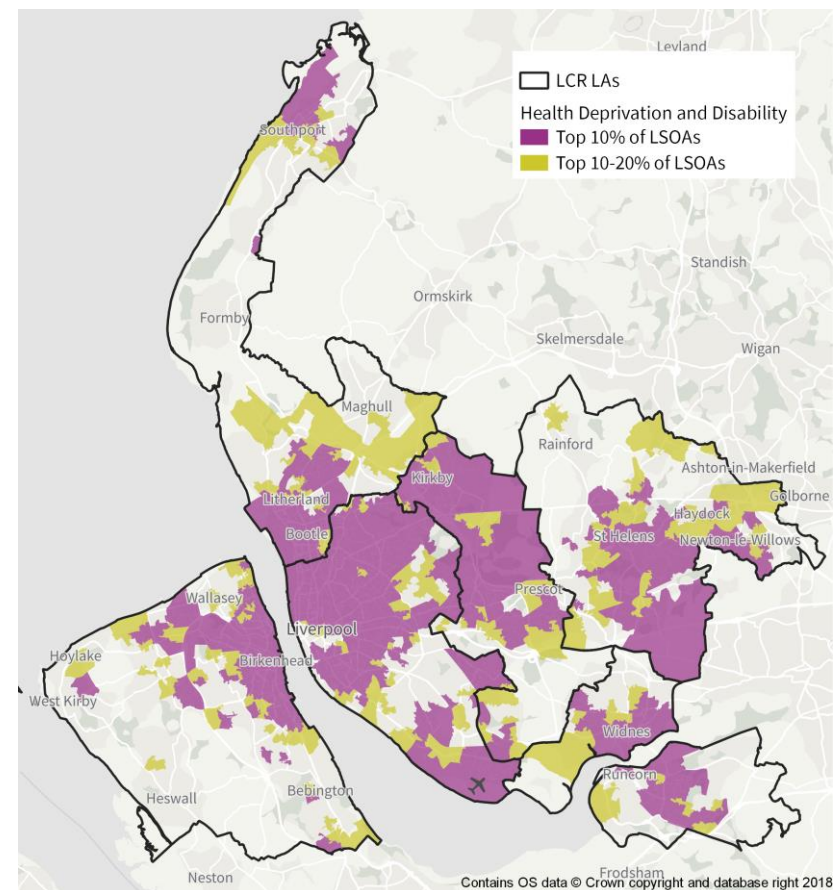 Leyland
LCR LAs
Health Deprivation and Disability
Top 10% of LSOAs
Top 10-20% of LSOAs
Southport
Standish
Ormskirk
Formby
Skelmersdale
Wigan
Maghull
Rainford
Ashton-in-Makerfield
Kirkby
Golborne
Litherland
Haydock
Bootle
St Helens
Newton-le-Willows
Prescot
Wallasey
Liverpool
Hoylake
Birkenhead
West Kirby
Widnes
Runcorn
Bebington
Heswall
Neston
Frodsham
Contains OS data © Crown copyright and database right 2018